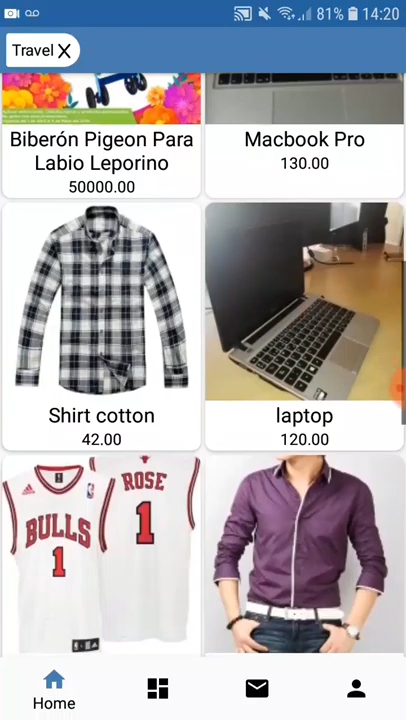 81% 14:20
Travel X
Biberón Pigeon Para
Labio Leporino
50000.00
Macbook Pro
130.00
Shirt cotton
42.00
laptop
120.00
adidas
BULLS
1
ROSE
1
Home